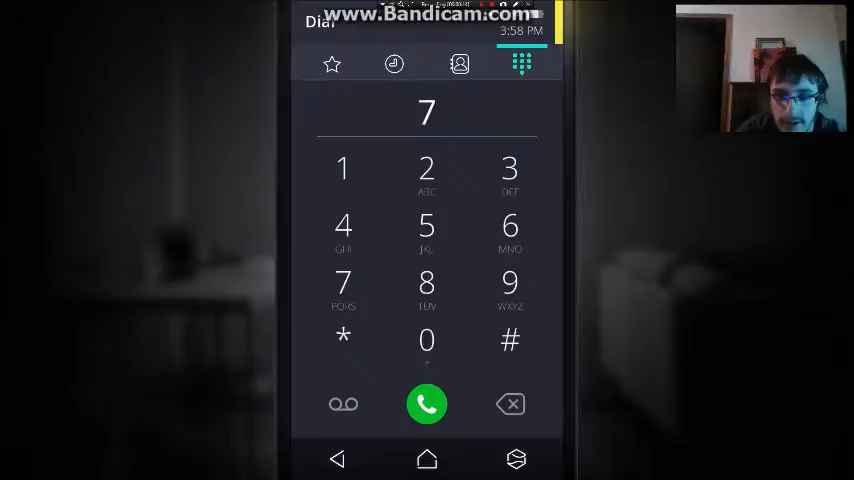 www.Bandicam.com
Dial
3:58 PM
7
1 2 3
ABC DEF
4 5 6
GHI JKL MNO
7 8 9
PQRS TUV WXYZ
* 0 #
+